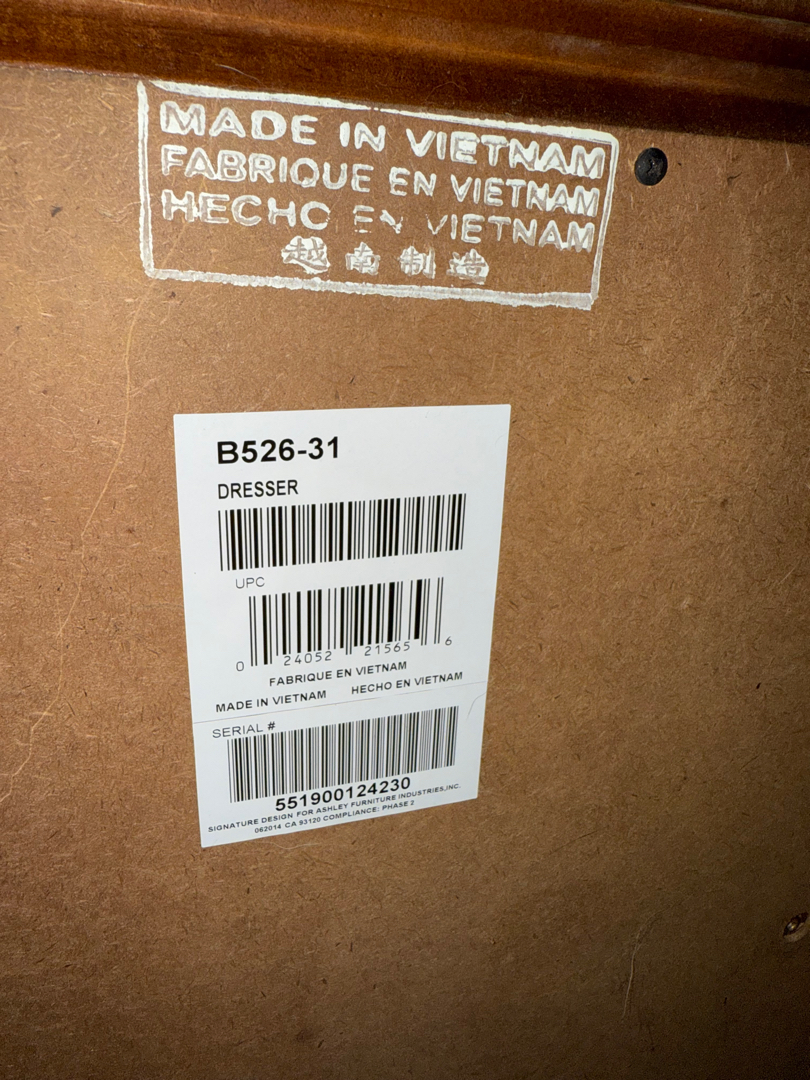 MADE IN VIETNAM
FABRIQUE EN VIETNAM
HECHO EN VIETNAM
越南制造
B526-31
DRESSER
UPC
0 24052 21565 6
FABRIQUE EN VIETNAM
MADE IN VIETNAM HECHO EN VIETNAM
SERIAL #
551900124230
SIGNATURE DESIGN FOR ASHLEY FURNITURE INDUSTRIES,INC.
062014 CA 93120 COMPLIANCE: PHASE 2